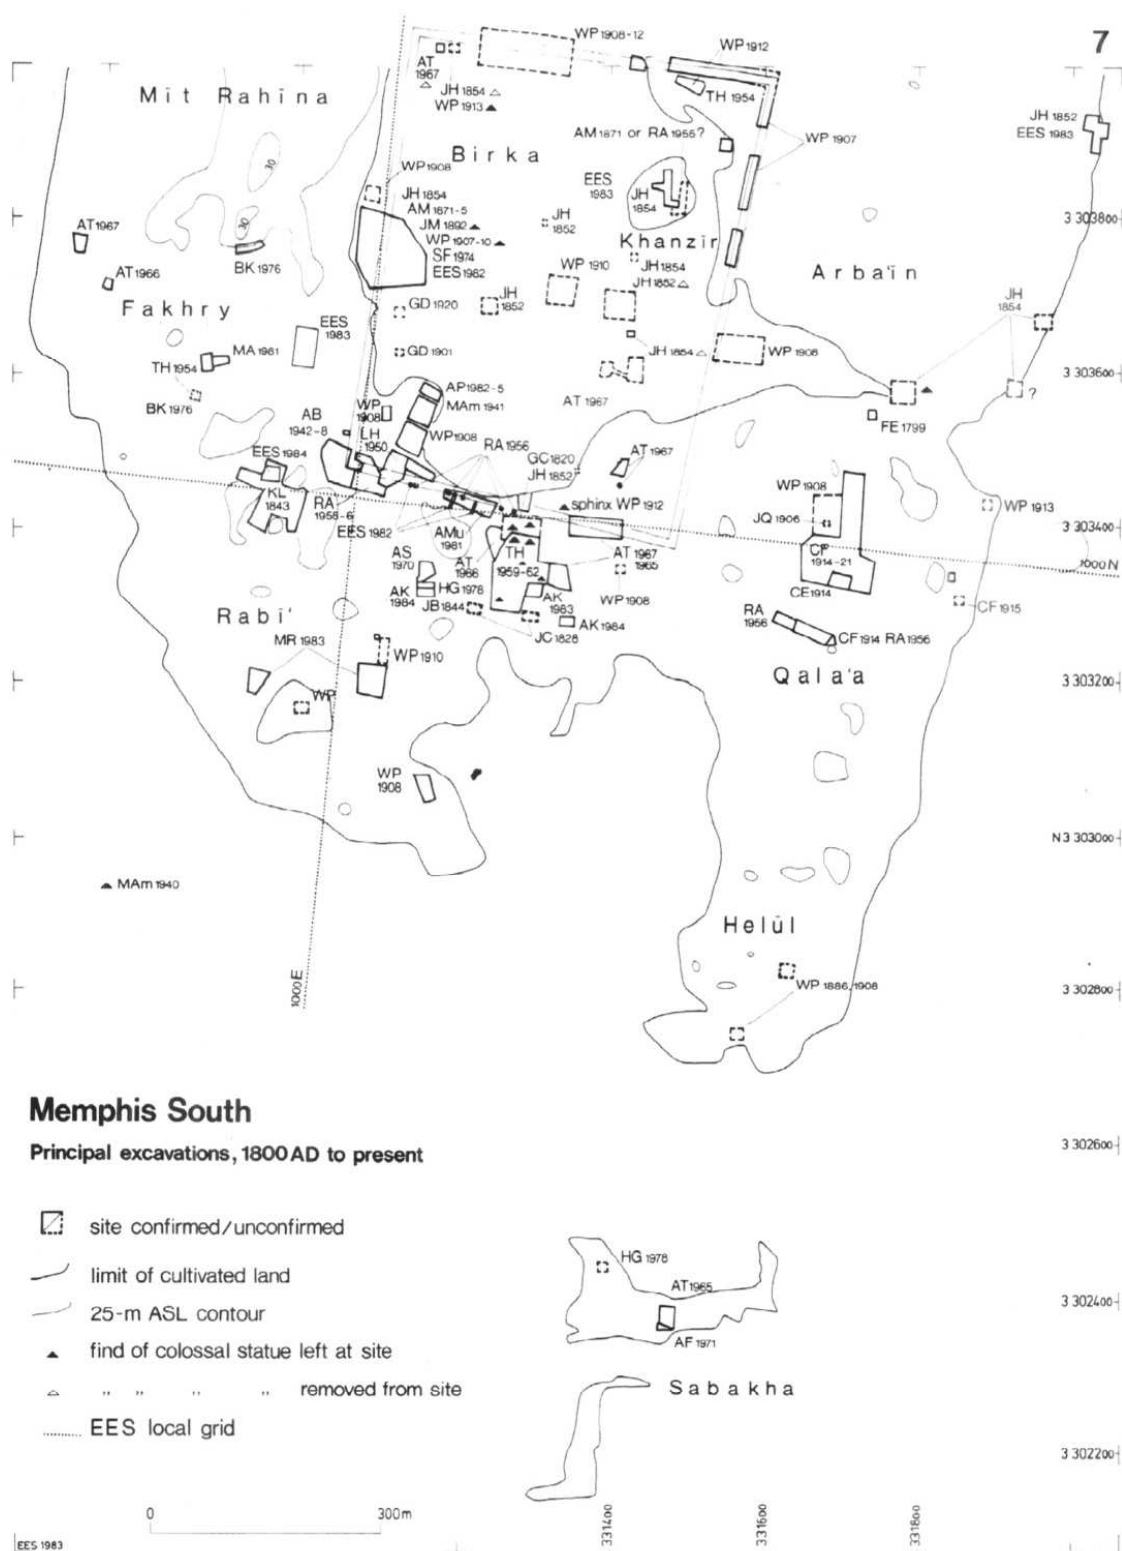 7
WP 1908-12
WP 1912
AT
1967
JH 1854
WP 1913
TH 1954
Mit Rahina
JH 1852
EES 1983
AM 1871 or RA 1955?
WP 1907
Birka
WP 1908
EES
1983
JH
1854
JH 1854
AM 1871-5
JM 1892
WP 1907-10
SF 1974
EES 1982
JH
1852
3 303800
AT 1967
BK 1976
Khanzīr
AT 1966
WP 1910
JH 1854
JH 1852
Arba'in
Fakhry
GD 1920
JH
1852
JH
1854
EES
1983
MA 1961
GD 1901
JH 1854
WP 1908
TH 1954
3 303600
?
BK 1976
AP 1982-5
AT 1967
MAm 1941
WP
1908
FE 1799
AB
1942-8
LH
1950
WP 1908
RA 1956
EES 1984
GC 1820
JH 1852
AT 1967
WP 1908
KL
1843
RA
1955-6
sphinx WP 1912
WP 1913
JQ 1906
3 303400
EES 1982
AMu
1981
AS
1970
AT
1966
TH
1959-62
AT 1967
1965
CF
1914-21
1000 N
AK
1984
HG 1978
JB 1844
AK
1983
WP 1908
CE 1914
CF 1915
Rabī'
JC 1828
AK 1984
RA
1956
CF 1914 RA 1956
MR 1983
WP 1910
Qala'a
3 303200
WP
WP
1908
N 3 303000
MAm 1940
Helūl
1000 E
WP 1886, 1908
3 302800
Memphis South
Principal excavations, 1800 AD to present
3 302600
site confirmed/unconfirmed
limit of cultivated land
25-m ASL contour
find of colossal statue left at site
" " " " removed from site
EES local grid
HG 1978
AT 1965
3 302400
AF 1971
Sabakha
3 302200
0
300m
331400
331600
331800
EES 1983
30
30